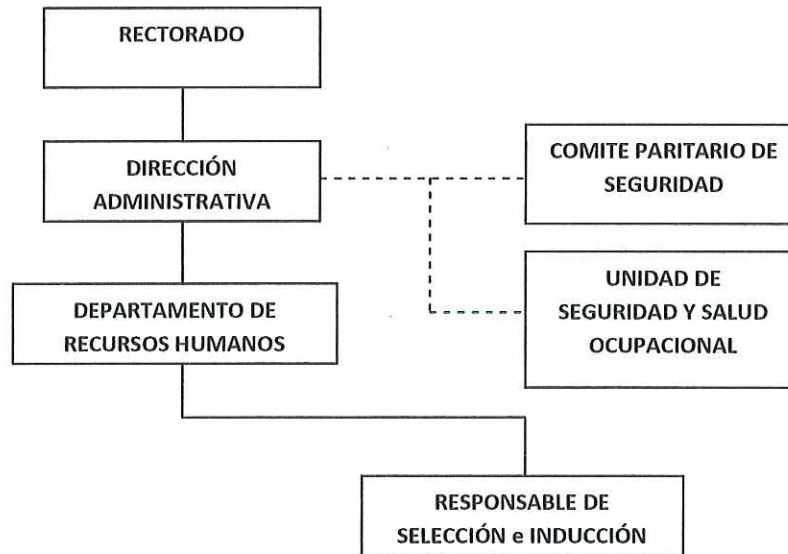 RECTORADO
DIRECCIÓN
ADMINISTRATIVA
COMITE PARITARIO DE
SEGURIDAD
UNIDAD DE
SEGURIDAD Y SALUD
OCUPACIONAL
DEPARTAMENTO DE
RECURSOS HUMANOS
RESPONSABLE DE
SELECCIÓN e INDUCCIÓN